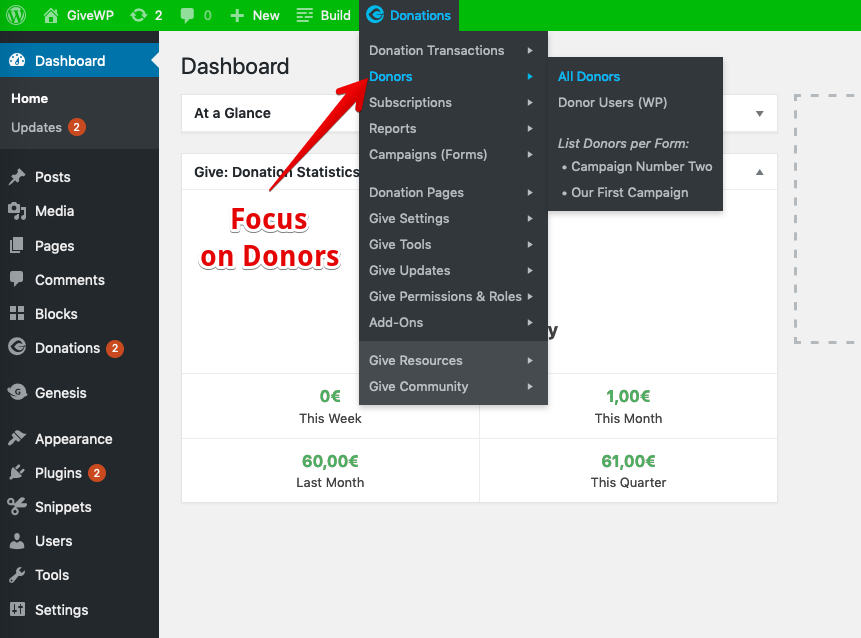 GiveWP
2
0
New
Build
Donations
Dashboard
Home
Updates 2
Posts
Media
Pages
Comments
Blocks
Donations 2
Genesis
Appearance
Plugins 2
Snippets
Users
Tools
Settings
Dashboard
At a Glance
Give: Donation Statistics
Focus
on Donors
Donation Transactions
Donors
Subscriptions
Reports
Campaigns (Forms)
Donation Pages
Give Settings
Give Tools
Give Updates
Give Permissions & Roles
Add-Ons
Give Resources
Give Community
All Donors
Donor Users (WP)
List Donors per Form:
• Campaign Number Two
• Our First Campaign
0€
This Week
1,00€
This Month
60,00€
Last Month
61,00€
This Quarter